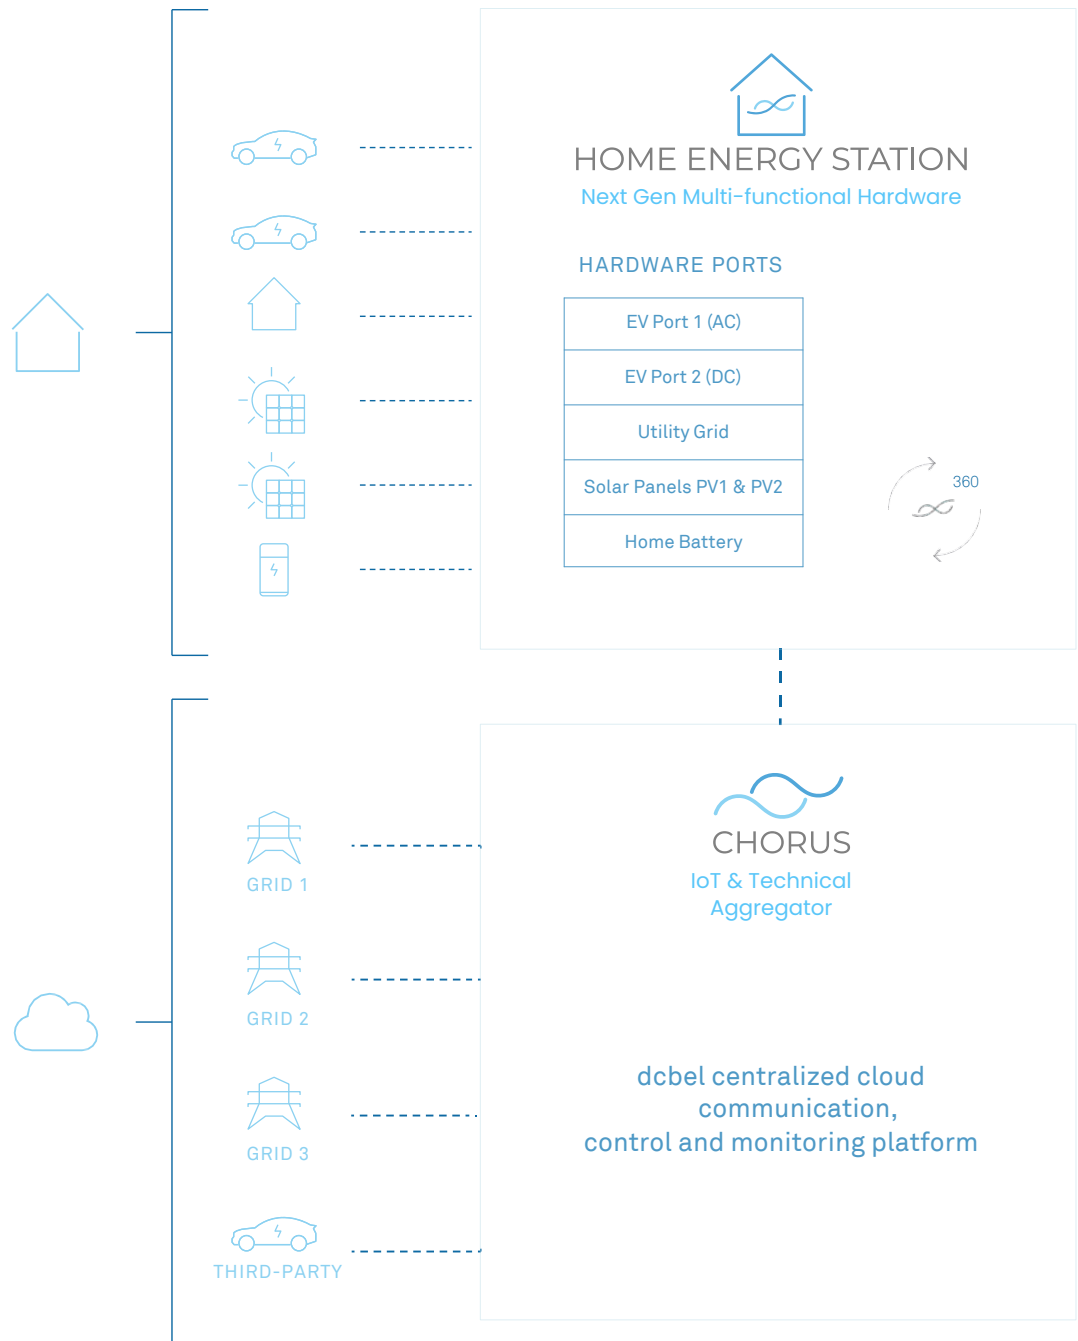 HOME ENERGY STATION
Next Gen Multi-functional Hardware
HARDWARE PORTS
EV Port 1 (AC)
EV Port 2 (DC)
Utility Grid
Solar Panels PV1 & PV2
Home Battery
360
CHORUS
IoT & Technical
Aggregator
GRID 1
GRID 2
GRID 3
THIRD-PARTY
dcbel centralized cloud
communication,
control and monitoring platform